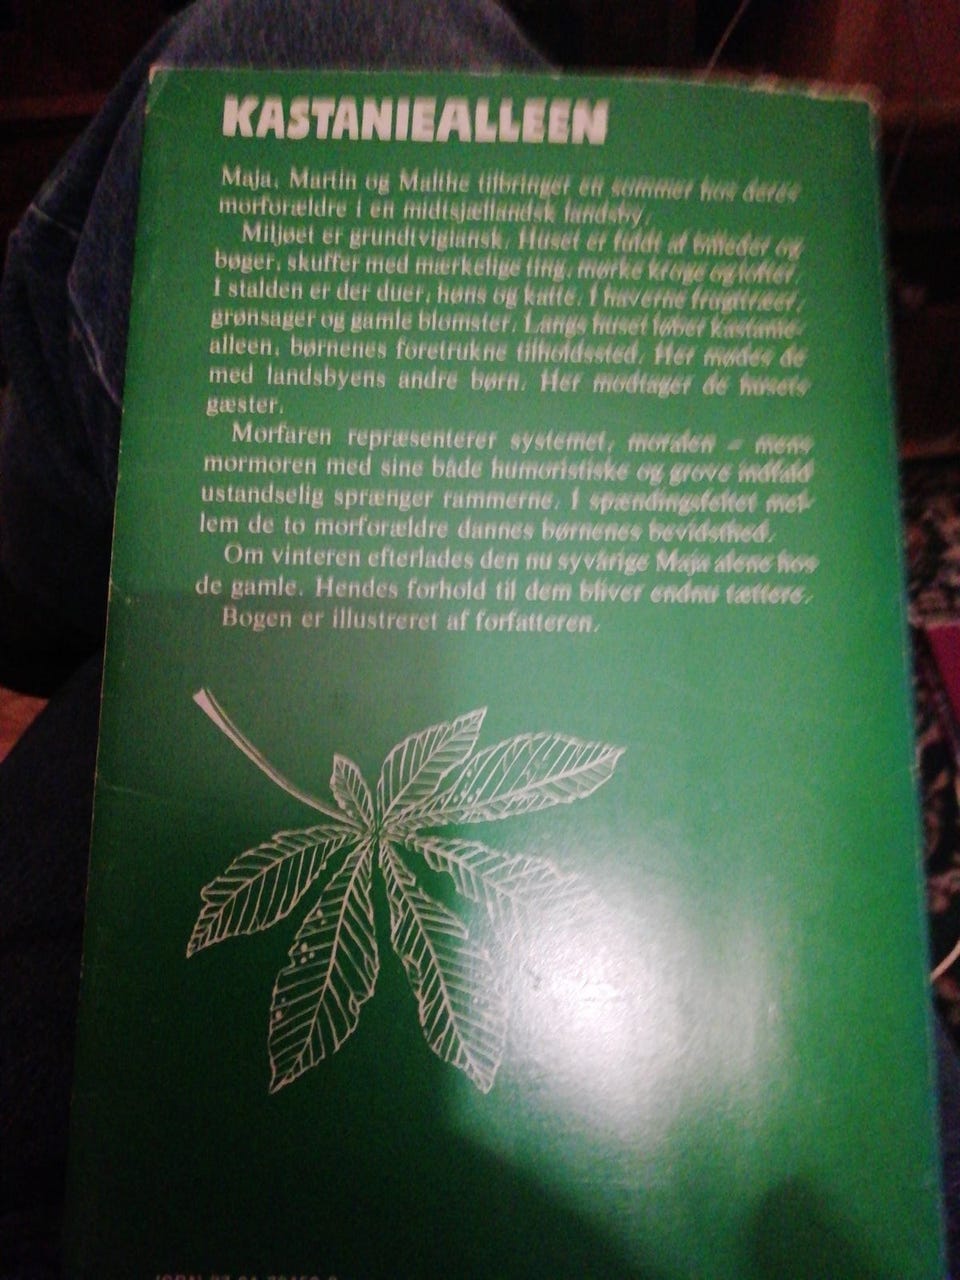 KASTANIEALLEEN
Maja, Martin og Malthe tilbringer en sommer hos deres
morforældre i en midtsjællandsk landsby.
Miljøet er grundtvigiansk. Huset er fuldt af billeder og
bøger, skuffer med mærkelige ting, mørke kroge og lofter.
I stalden er der duer, høns og katte. I haverne frugttræer,
grønsager og gamle blomster. Langs huset løber kastanie-
alleen, børnenes foretrukne tilholdssted. Her mødes de
med landsbyens andre børn. Her modtager de husets
gæster.
Morfaren repræsenterer systemet, moralen – mens
mormoren med sine både humoristiske og grove indfald
ustandselig sprænger rammerne. I spændingsfeltet mel-
lem de to morforældre dannes børnenes bevidsthed.
Om vinteren efterlades den nu syvårige Maja alene hos
de gamle. Hendes forhold til dem bliver endnu tættere.
Bogen er illustreret af forfatteren.
ISBN